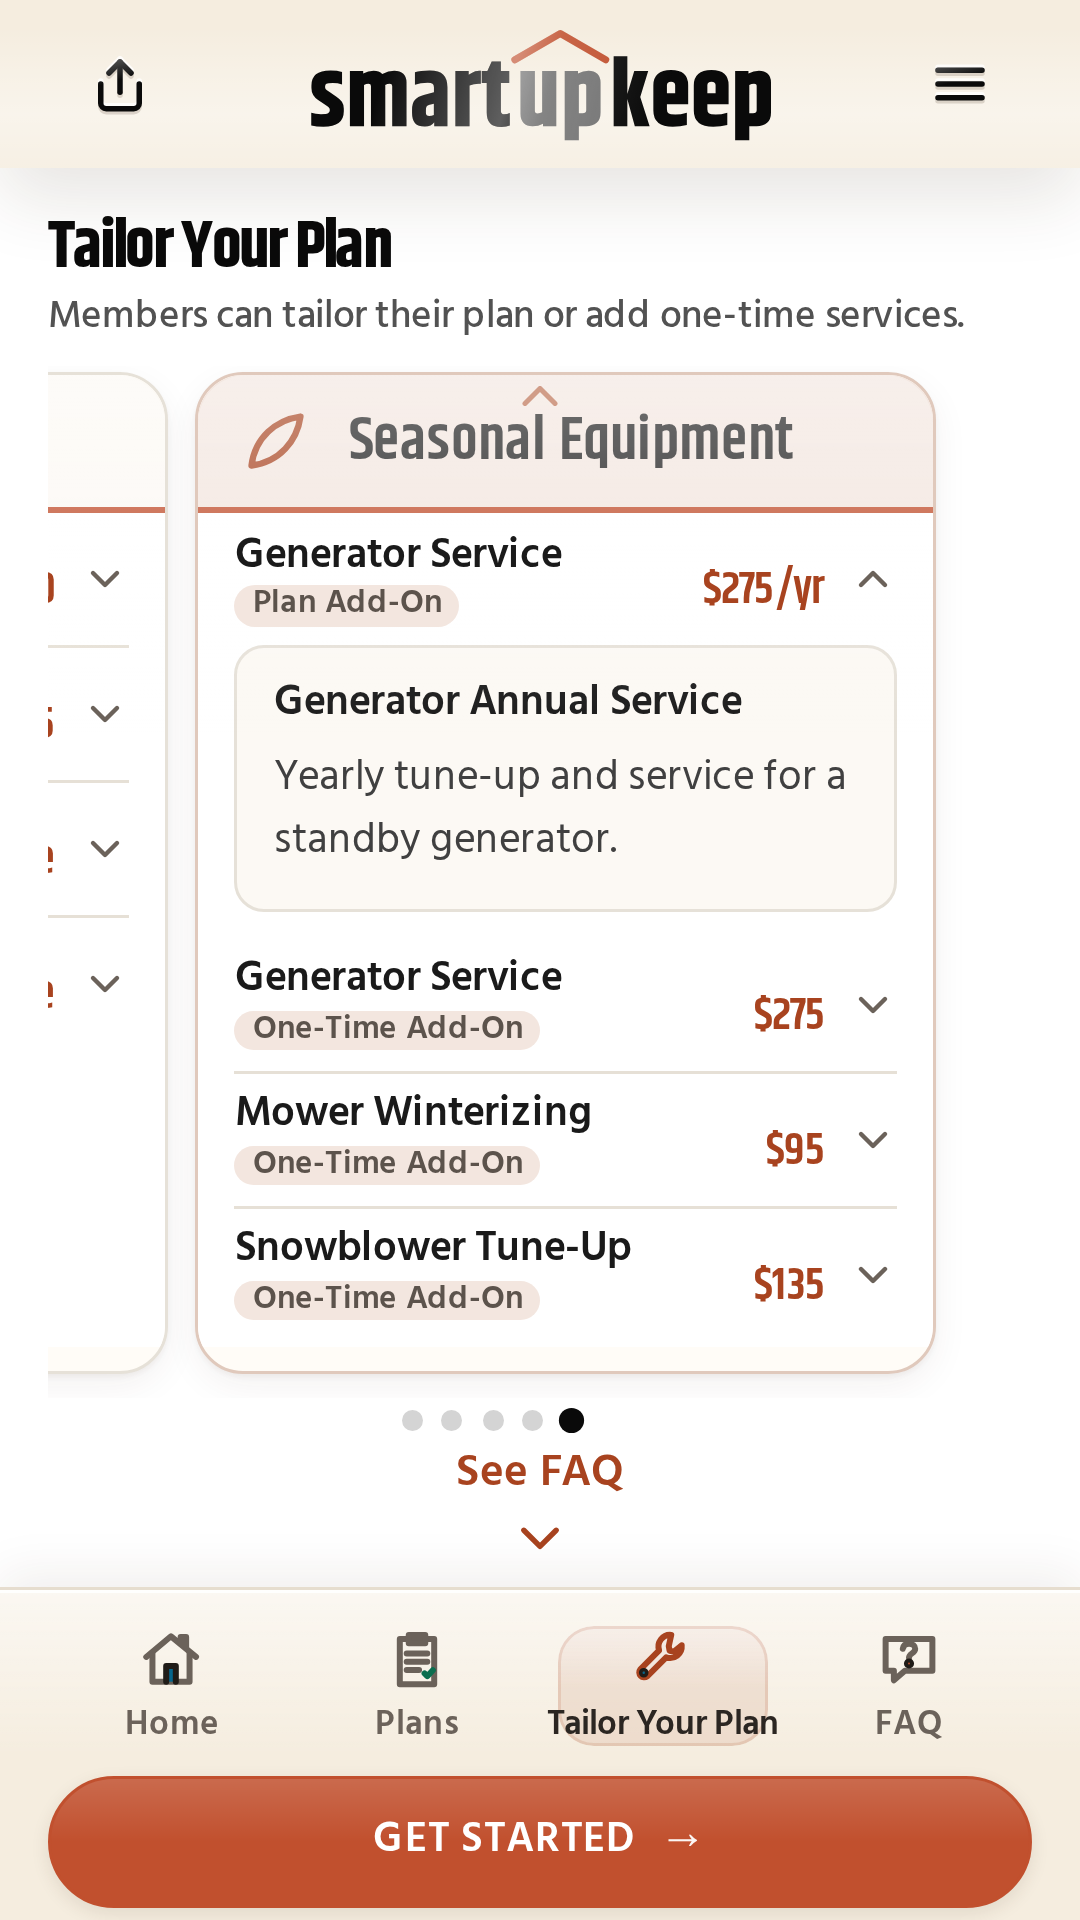 smartupkeep
Tailor Your Plan
Members can tailor their plan or add one-time services.
Seasonal Equipment
Generator Service
Plan Add-On
$275/yr
Generator Annual Service
Yearly tune-up and service for a
standby generator.
Generator Service
One-Time Add-On
$275
Mower Winterizing
One-Time Add-On
$95
Snowblower Tune-Up
One-Time Add-On
$135
See FAQ
Home
Plans
Tailor Your Plan
FAQ
GET STARTED →